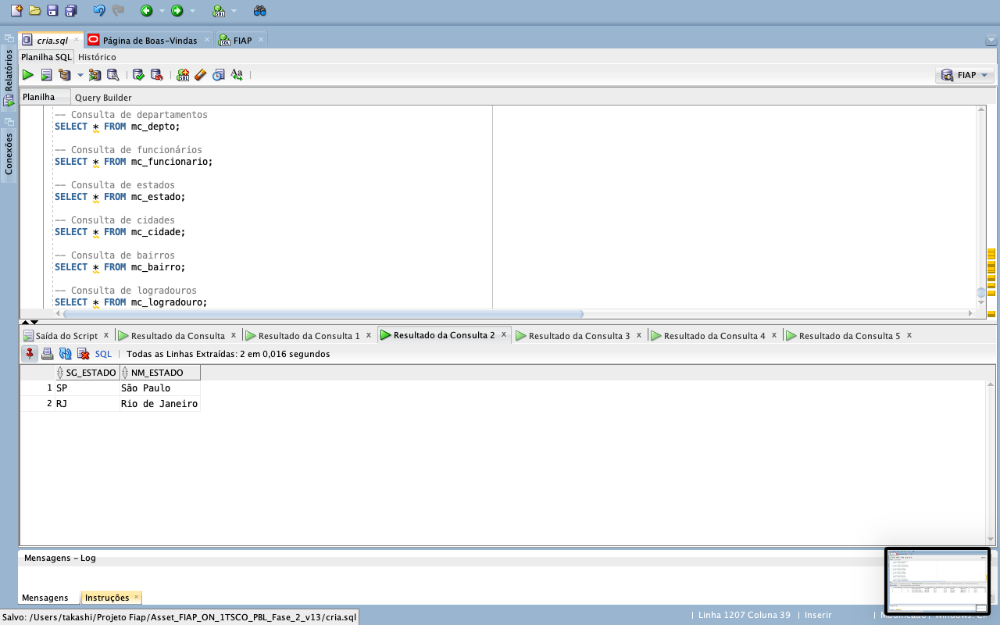 cria.sql
Página de Boas-Vindas
FIAP
Planilha SQL
Histórico
FIAP
Planilha
Query Builder
Relatórios
Conexões
-- Consulta de departamentos
SELECT * FROM mc_depto;
-- Consulta de funcionários
SELECT * FROM mc_funcionario;
-- Consulta de estados
SELECT * FROM mc_estado;
-- Consulta de cidades
SELECT * FROM mc_cidade;
-- Consulta de bairros
SELECT * FROM mc_bairro;
-- Consulta de logradouros
SELECT * FROM mc_logradouro;
Saída do Script
Resultado da Consulta
Resultado da Consulta 1
Resultado da Consulta 2
Resultado da Consulta 3
Resultado da Consulta 4
Resultado da Consulta 5
SQL | Todas as Linhas Extraídas: 2 em 0,016 segundos
SG_ESTADO NM_ESTADO
1 SP São Paulo
2 RJ Rio de Janeiro
Mensagens - Log
Mensagens
Instruções
Salvo: /Users/takashi/Projeto Fiap/Asset_FIAP_ON_1TSCO_PBL_Fase_2_v13/cria.sql
| Linha 1207 Coluna 39 | Inserir